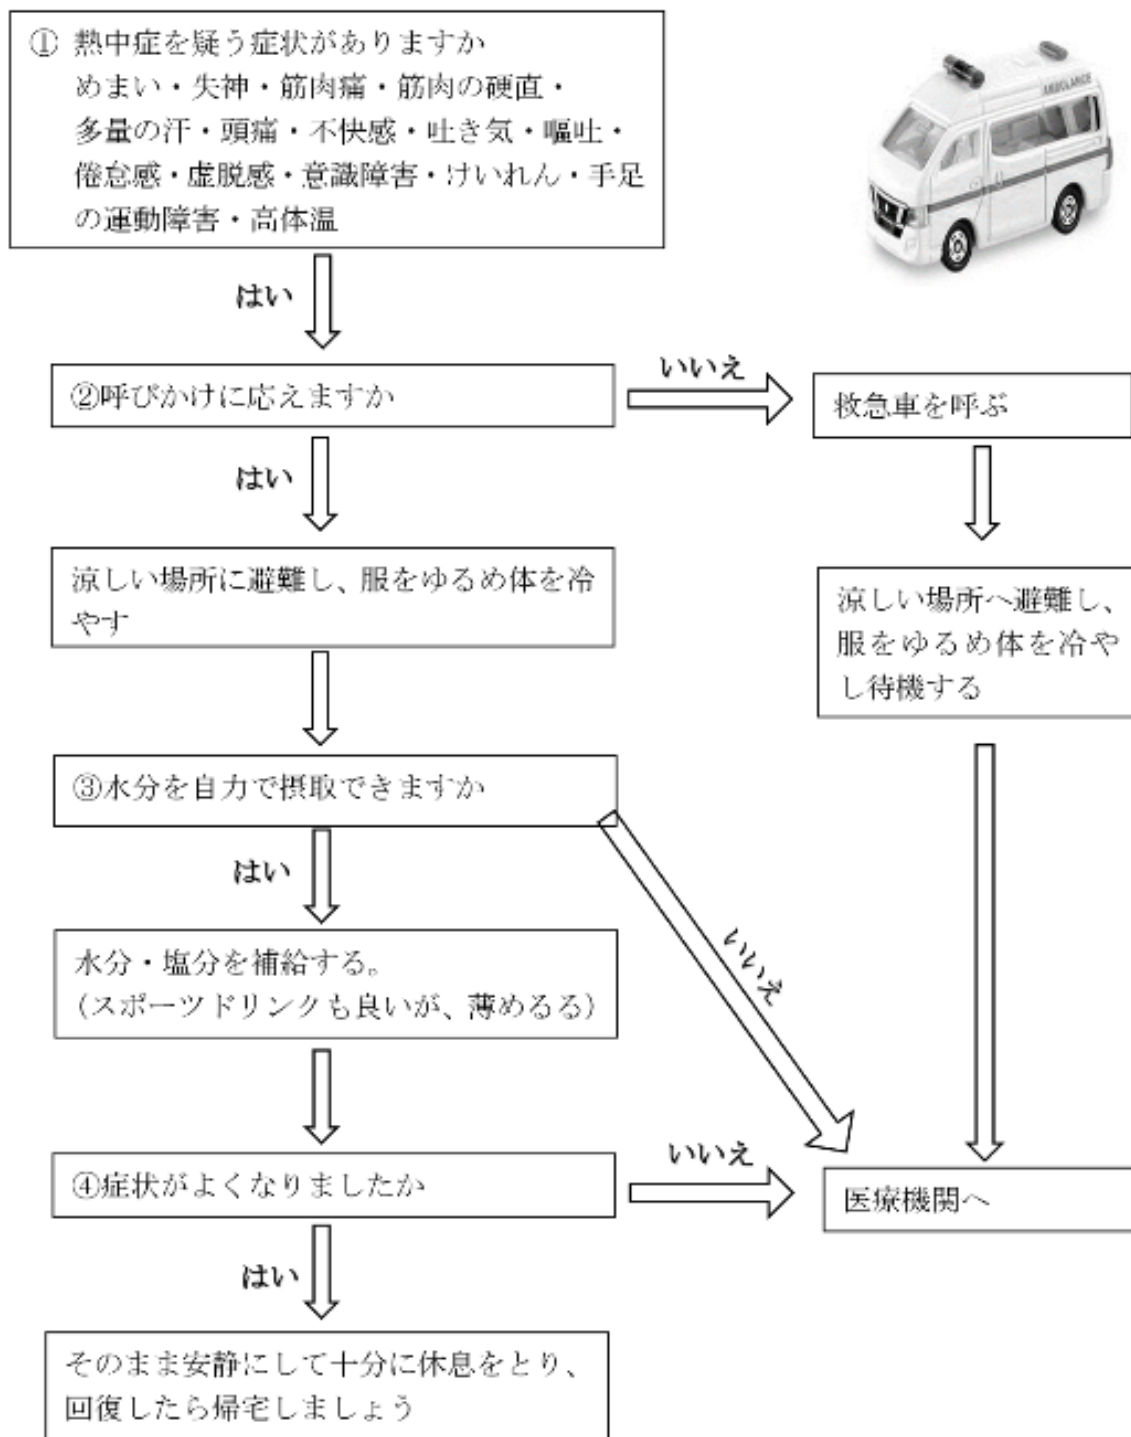 ① 熱中症を疑う症状がありますか
めまい・失神・筋肉痛・筋肉の硬直・
多量の汗・頭痛・不快感・吐き気・嘔吐・
倦怠感・虚脱感・意識障害・けいれん・手足
の運動障害・高体温
AMBULANCE
はい
②呼びかけに応えますか
いいえ
救急車を呼ぶ
はい
涼しい場所に避難し、服をゆるめ体を冷
やす
涼しい場所へ避難し、
服をゆるめ体を冷や
し待機する
③水分を自力で摂取できますか
はい
いいえ
水分・塩分を補給する。
（スポーツドリンクも良いが、薄めるる）
④症状がよくなりましたか
いいえ
医療機関へ
はい
そのまま安静にして十分に休息をとり、
回復したら帰宅しましょう